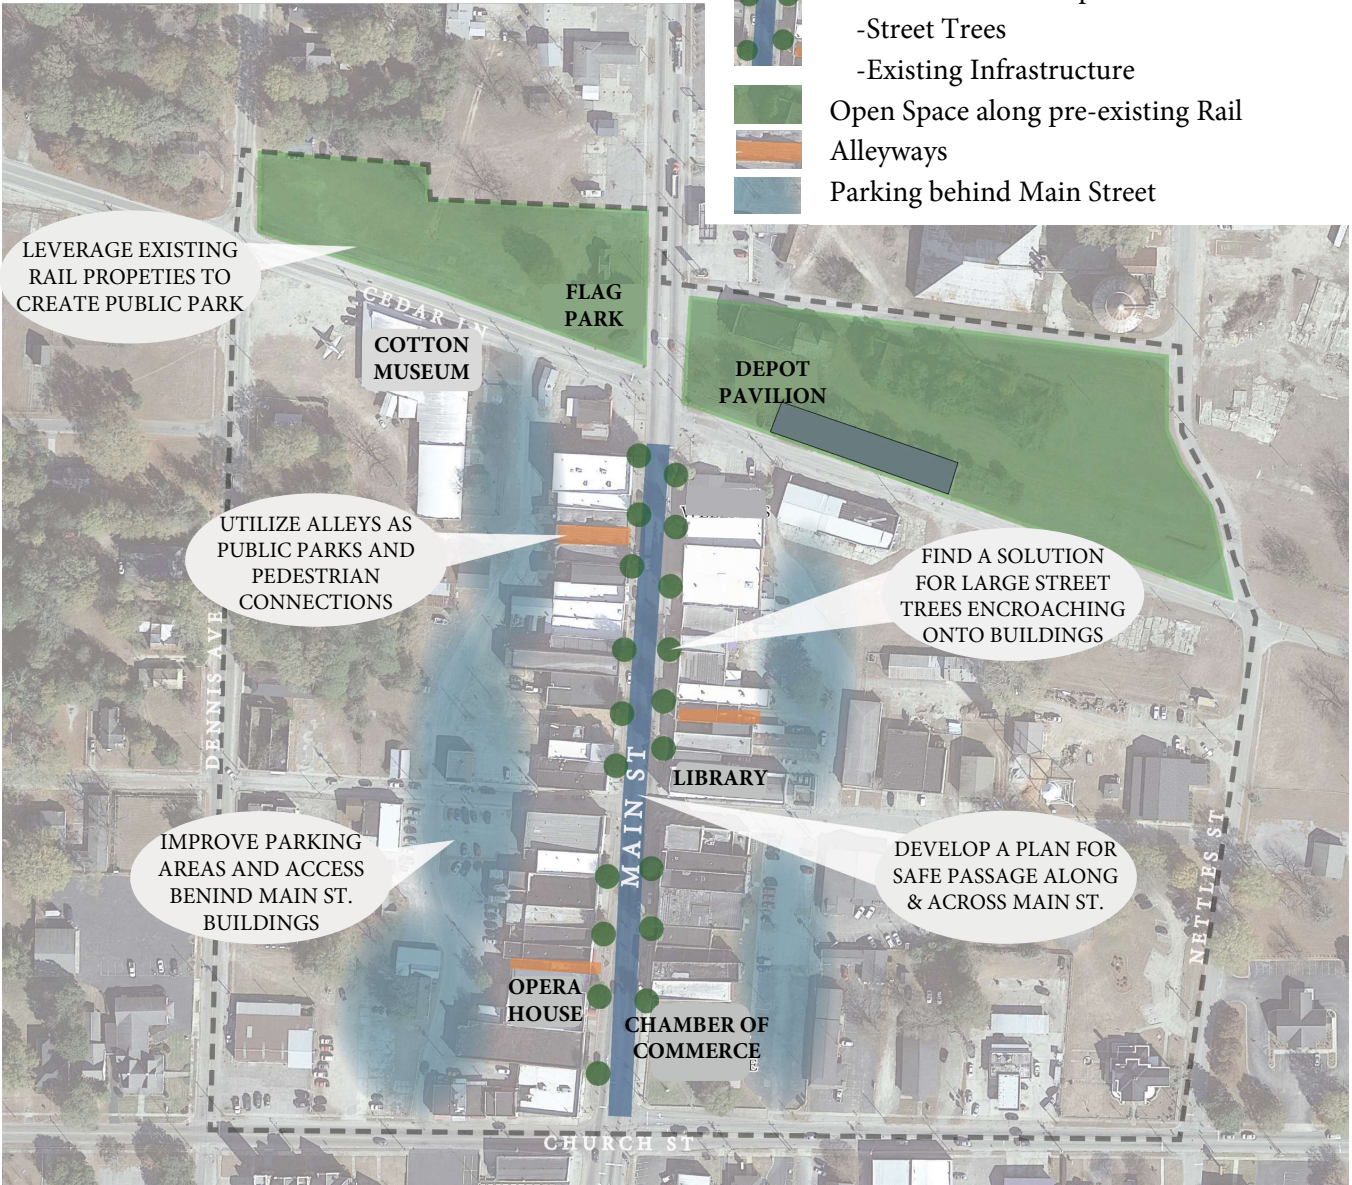 -Street Trees
-Existing Infrastructure
Open Space along pre-existing Rail
Alleyways
Parking behind Main Street
LEVERAGE EXISTING
RAIL PROPETIES TO
CREATE PUBLIC PARK
FLAG
PARK
CEDAR LN
COTTON
MUSEUM
DEPOT
PAVILION
UTILIZE ALLEYS AS
PUBLIC PARKS AND
PEDESTRIAN
CONNECTIONS
FIND A SOLUTION
FOR LARGE STREET
TREES ENCROACHING
ONTO BUILDINGS
DENNIS AVE
MAIN ST
LIBRARY
IMPROVE PARKING
AREAS AND ACCESS
BENIND MAIN ST.
BUILDINGS
DEVELOP A PLAN FOR
SAFE PASSAGE ALONG
& ACROSS MAIN ST.
NETTLES ST
OPERA
HOUSE
CHAMBER OF
COMMERCE
E
CHURCH ST